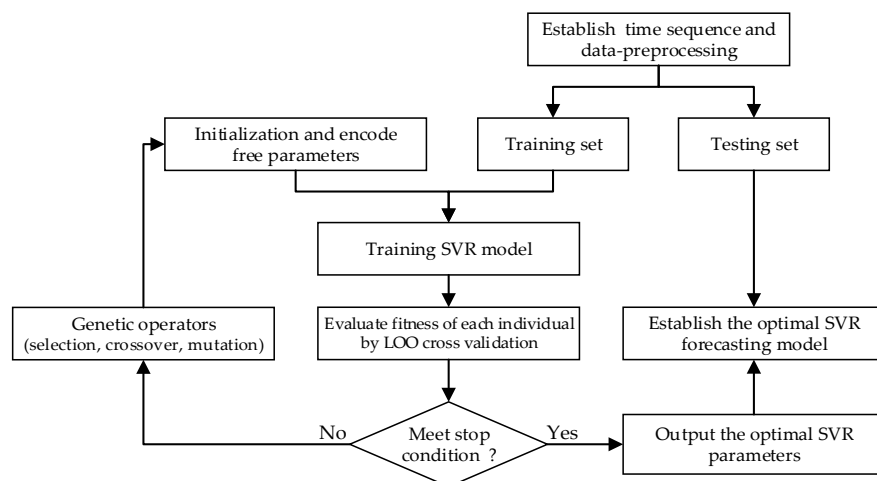 Establish time sequence and
data-preprocessing
Initialization and encode
free parameters
Training set
Testing set
Training SVR model
Genetic operators
(selection, crossover, mutation)
Evaluate fitness of each individual
by LOO cross validation
Establish the optimal SVR
forecasting model
No
Meet stop
condition ?
Yes
Output the optimal SVR
parameters